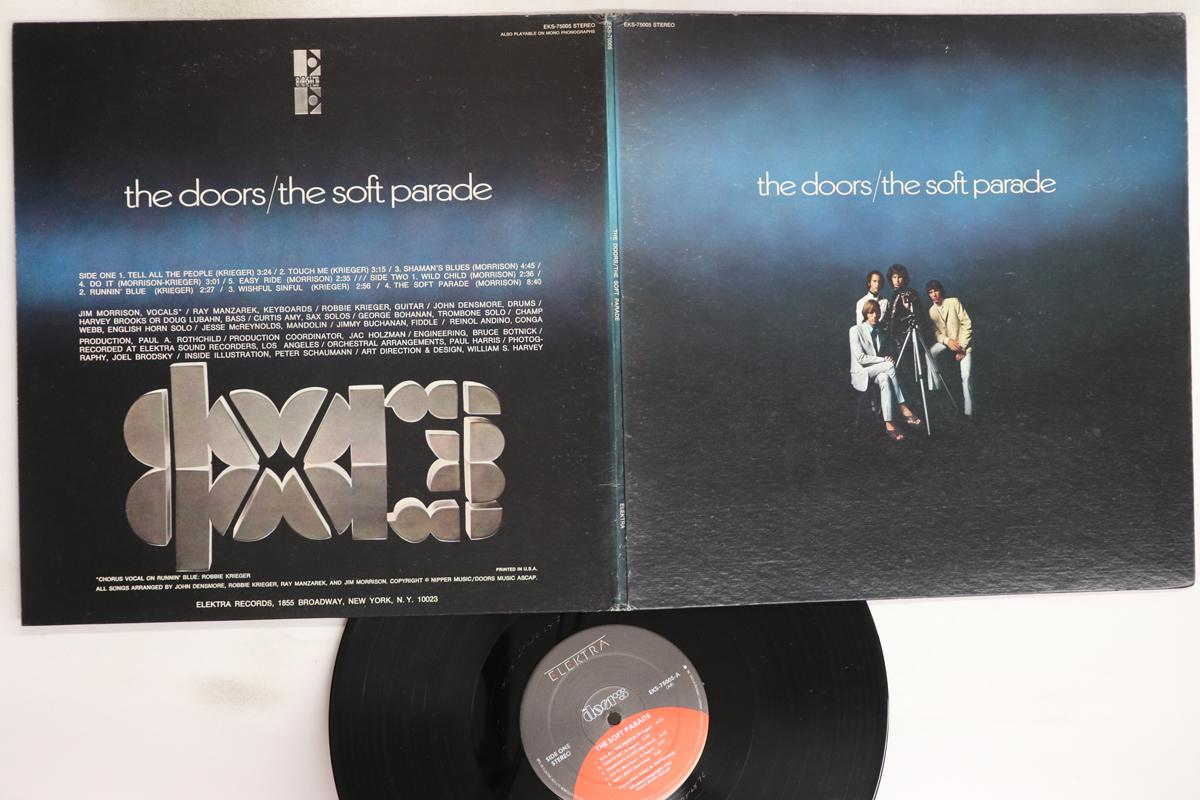 EKS-75005 STEREO
ALSO PLAYABLE ON MONO PHONOGRAPHS
the doors/the soft parade
SIDE ONE 1. TELL ALL THE PEOPLE (KRIEGER) 3:24 / 2. TOUCH ME (KRIEGER) 3:15 / 3. SHAMAN'S BLUES (MORRISON) 4:45 /
4. DO IT (MORRISON-KRIEGER) 3:01 / 5. EASY RIDE (MORRISON) 2:35 /// SIDE TWO 1. WILD CHILD (MORRISON) 2:36 /
2. RUNNIN' BLUE (KRIEGER) 2:27 / 3. WISHFUL SINFUL (KRIEGER) 2:56 / 4. THE SOFT PARADE (MORRISON) 8:40
JIM MORRISON, VOCALS* / RAY MANZAREK, KEYBOARDS / ROBBIE KRIEGER, GUITAR / JOHN DENSMORE, DRUMS /
HARVEY BROOKS OR DOUG LUBAHN, BASS / CURTIS AMY, SAX SOLOS / GEORGE BOHANAN, TROMBONE SOLO / CHAMP
WEBB, ENGLISH HORN SOLO / JESSE McREYNOLDS, MANDOLIN / JIMMY BUCHANAN, FIDDLE / REINOL ANDINO, CONGA
PRODUCTION, PAUL A. ROTHCHILD / PRODUCTION COORDINATOR, JAC HOLZMAN / ENGINEERING, BRUCE BOTNICK /
RECORDED AT ELEKTRA SOUND RECORDERS, LOS ANGELES / ORCHESTRAL ARRANGEMENTS, PAUL HARRIS / PHOTOG-
RAPHY, JOEL BRODSKY / INSIDE ILLUSTRATION, PETER SCHAUMANN / ART DIRECTION & DESIGN, WILLIAM S. HARVEY
DOORS
*CHORUS VOCAL ON RUNNIN' BLUE: ROBBIE KRIEGER
PRINTED IN U.S.A.
ALL SONGS ARRANGED BY JOHN DENSMORE, ROBBIE KRIEGER, RAY MANZAREK, AND JIM MORRISON. COPYRIGHT © NIPPER MUSIC/DOORS MUSIC ASCAP.
ELEKTRA RECORDS, 1855 BROADWAY, NEW YORK, N.Y. 10023
EKS-75005
THE DOORS/THE SOFT PARADE
ELEKTRA
EKS-75005 STEREO
the doors/the soft parade
ELEKTRA
the doors
EKS-75005-A
THE SOFT PARADE
SIDE ONE
STEREO